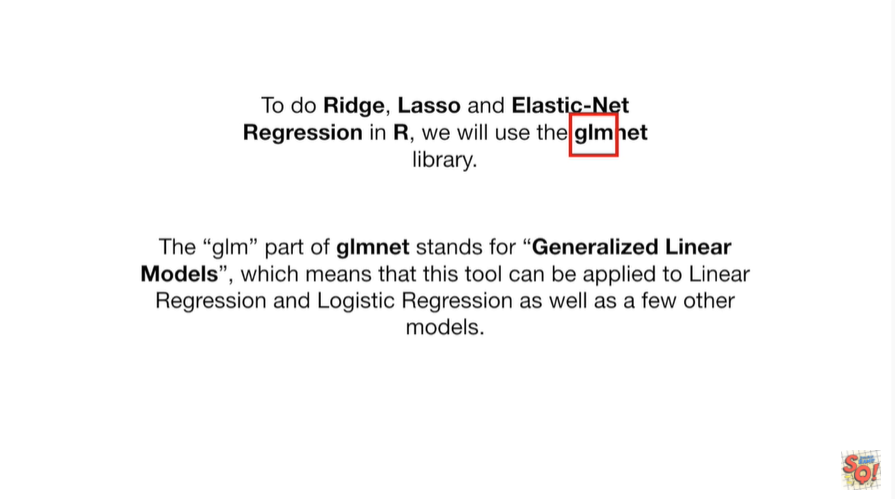 To do Ridge, Lasso and Elastic-Net
Regression in R, we will use the glmnet
library.
The “glm” part of glmnet stands for “Generalized Linear
Models”, which means that this tool can be applied to Linear
Regression and Logistic Regression as well as a few other
models.
SQ!